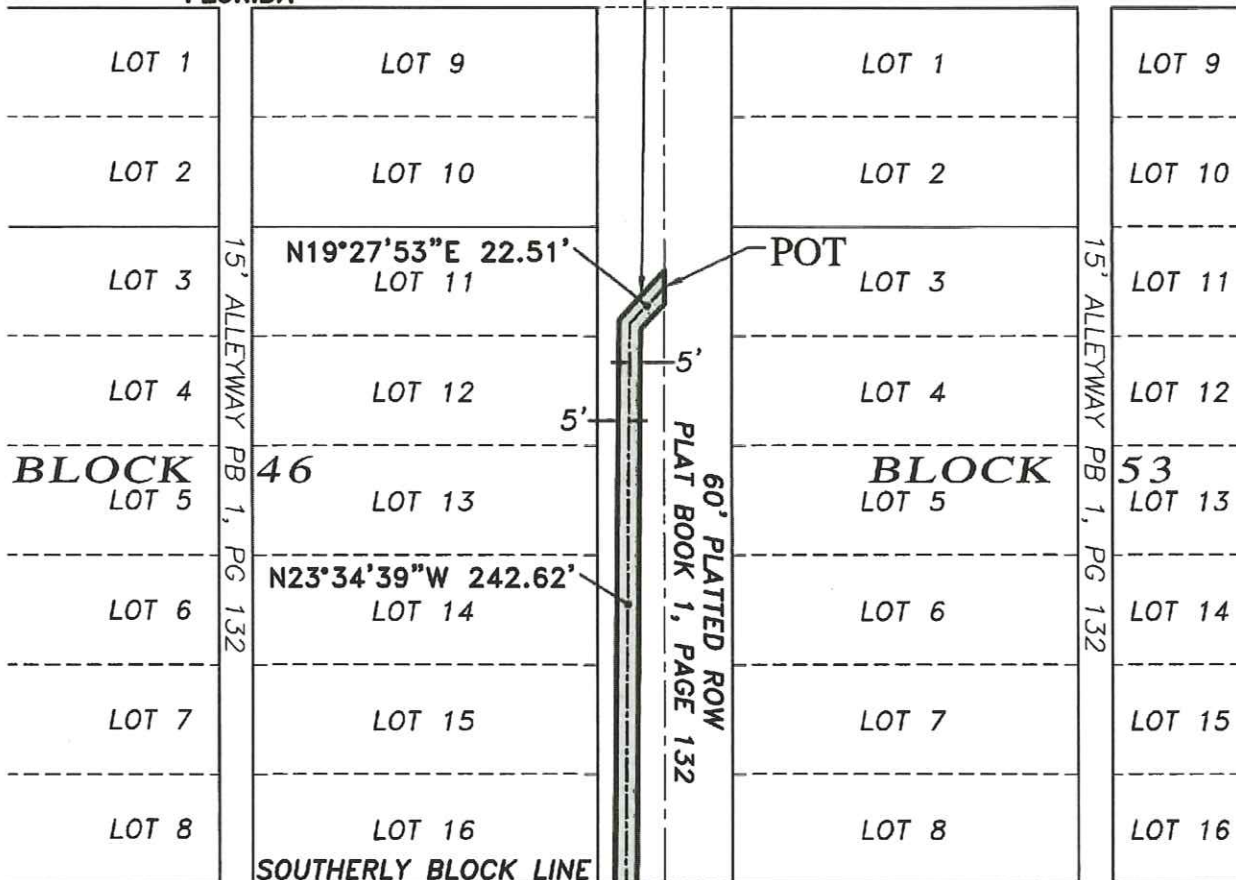 LOT 1
LOT 2
LOT 3
LOT 4
BLOCK 46
LOT 5
LOT 6
LOT 7
LOT 8
15' ALLEYWAY PB 1, PG 132
LOT 9
LOT 10
N19°27'53"E 22.51'
LOT 11
LOT 12
LOT 13
N23°34'39"W 242.62'
LOT 14
LOT 15
LOT 16
SOUTHERLY BLOCK LINE
5'
5'
POT
60' PLATTED ROW
PLAT BOOK 1, PAGE 132
LOT 1
LOT 2
LOT 3
LOT 4
BLOCK 53
LOT 5
LOT 6
LOT 7
LOT 8
15' ALLEYWAY PB 1, PG 132
LOT 9
LOT 10
LOT 11
LOT 12
LOT 13
LOT 14
LOT 15
LOT 16